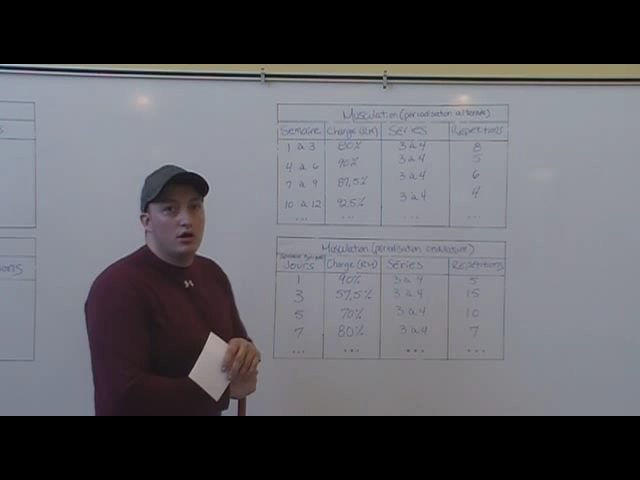 s
ions
Musculation (periodisation alternée)
Semaine Charge (RM) Séries Répétitions
1 à 3 80% 3 à 4 8
4 à 6 90% 3 à 4 5
7 à 9 87,5% 3 à 4 6
10 à 12 92,5% 3 à 4 4
... ... ... ...
Musculation (périodisation ondulatoire)
Jours Charge (RM) Séries Répétitions
1 90% 3 à 4 5
3 57,5% 3 à 4 15
5 70% 3 à 4 10
7 80% 3 à 4 7
... ... ... ...